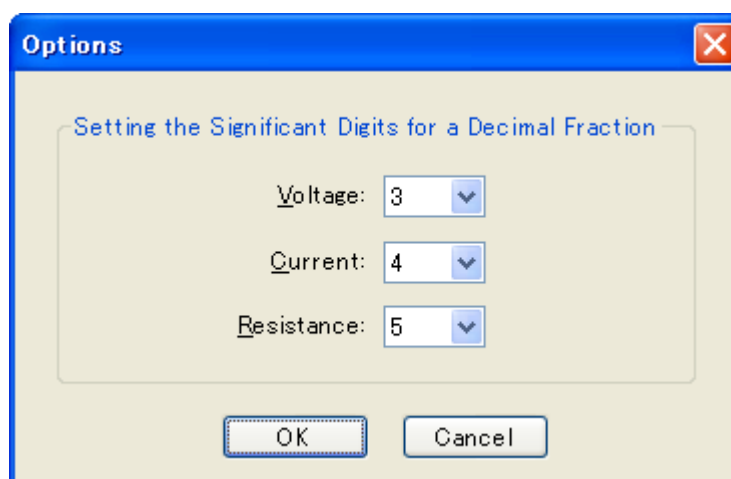 Options
Setting the Significant Digits for a Decimal Fraction
Voltage: 3
Current: 4
Resistance: 5
OK Cancel